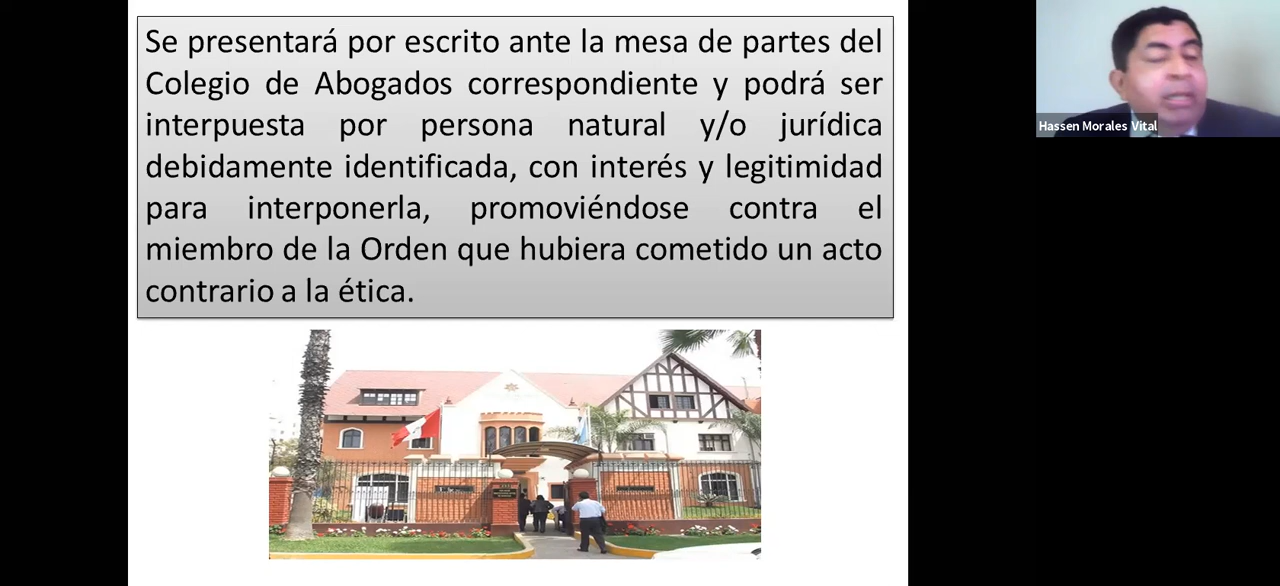 Se presentará por escrito ante la mesa de partes del
Colegio de Abogados correspondiente y podrá ser
interpuesta por persona natural y/o jurídica
debidamente identificada, con interés y legitimidad
para interponerla, promoviéndose contra el
miembro de la Orden que hubiera cometido un acto
contrario a la ética.
Hassen Morales Vital